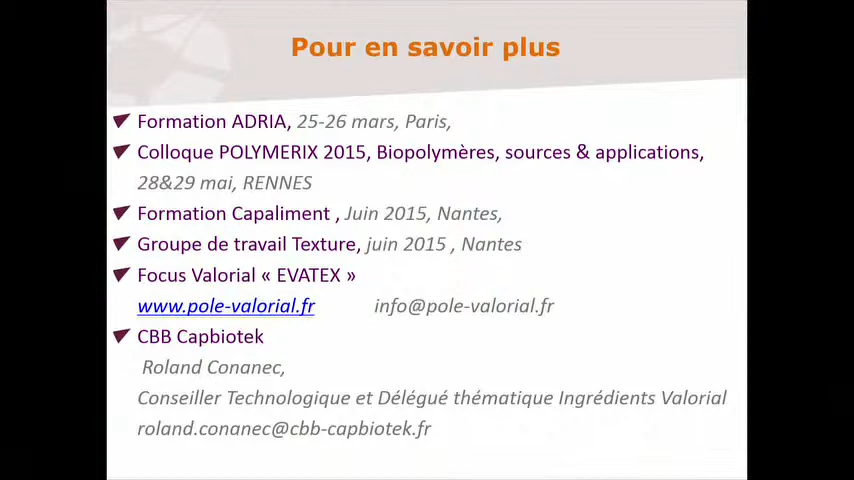 Pour en savoir plus
Formation ADRIA, 25-26 mars, Paris,
Colloque POLYMERIX 2015, Biopolymères, sources & applications,
28&29 mai, RENNES
Formation Capaliment , Juin 2015, Nantes,
Groupe de travail Texture, juin 2015 , Nantes
Focus Valorial « EVATEX »
www.pole-valorial.fr info@pole-valorial.fr
CBB Capbiotek
Roland Conanec,
Conseiller Technologique et Délégué thématique Ingrédients Valorial
roland.conanec@cbb-capbiotek.fr